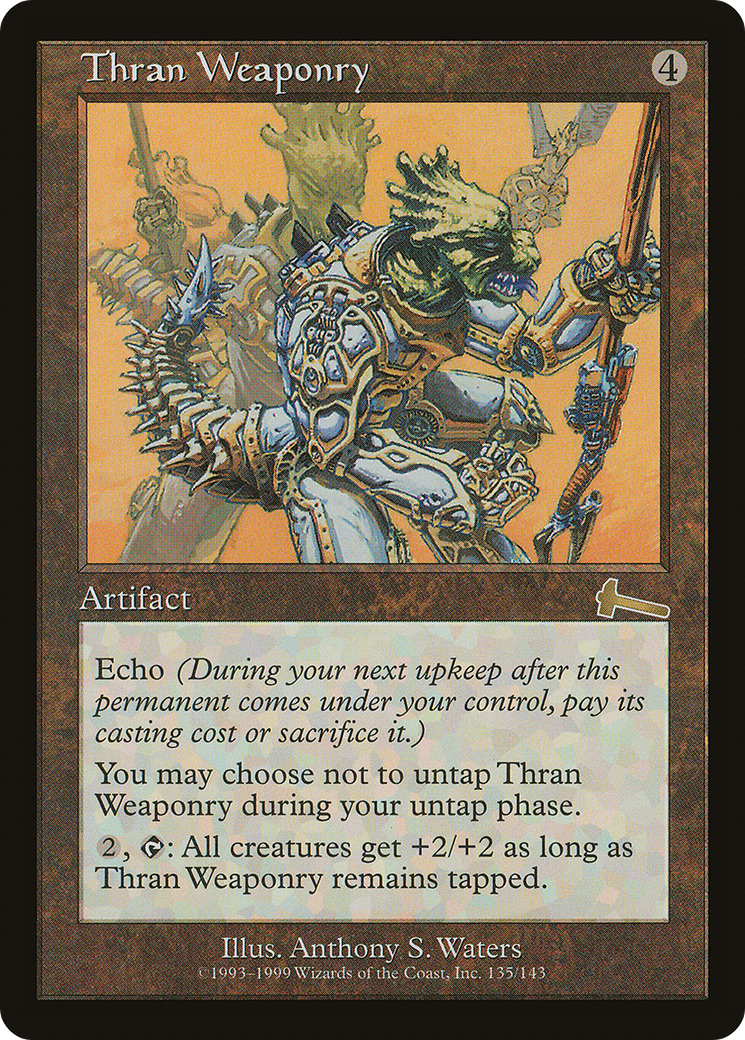 Thran Weaponry
4
Artifact
Echo (During your next upkeep after this
permanent comes under your control, pay its
casting cost or sacrifice it.)
You may choose not to untap Thran
Weaponry during your untap phase.
2, : All creatures get +2/+2 as long as
Thran Weaponry remains tapped.
Illus. Anthony S. Waters
©1993–1999 Wizards of the Coast, Inc. 135/143